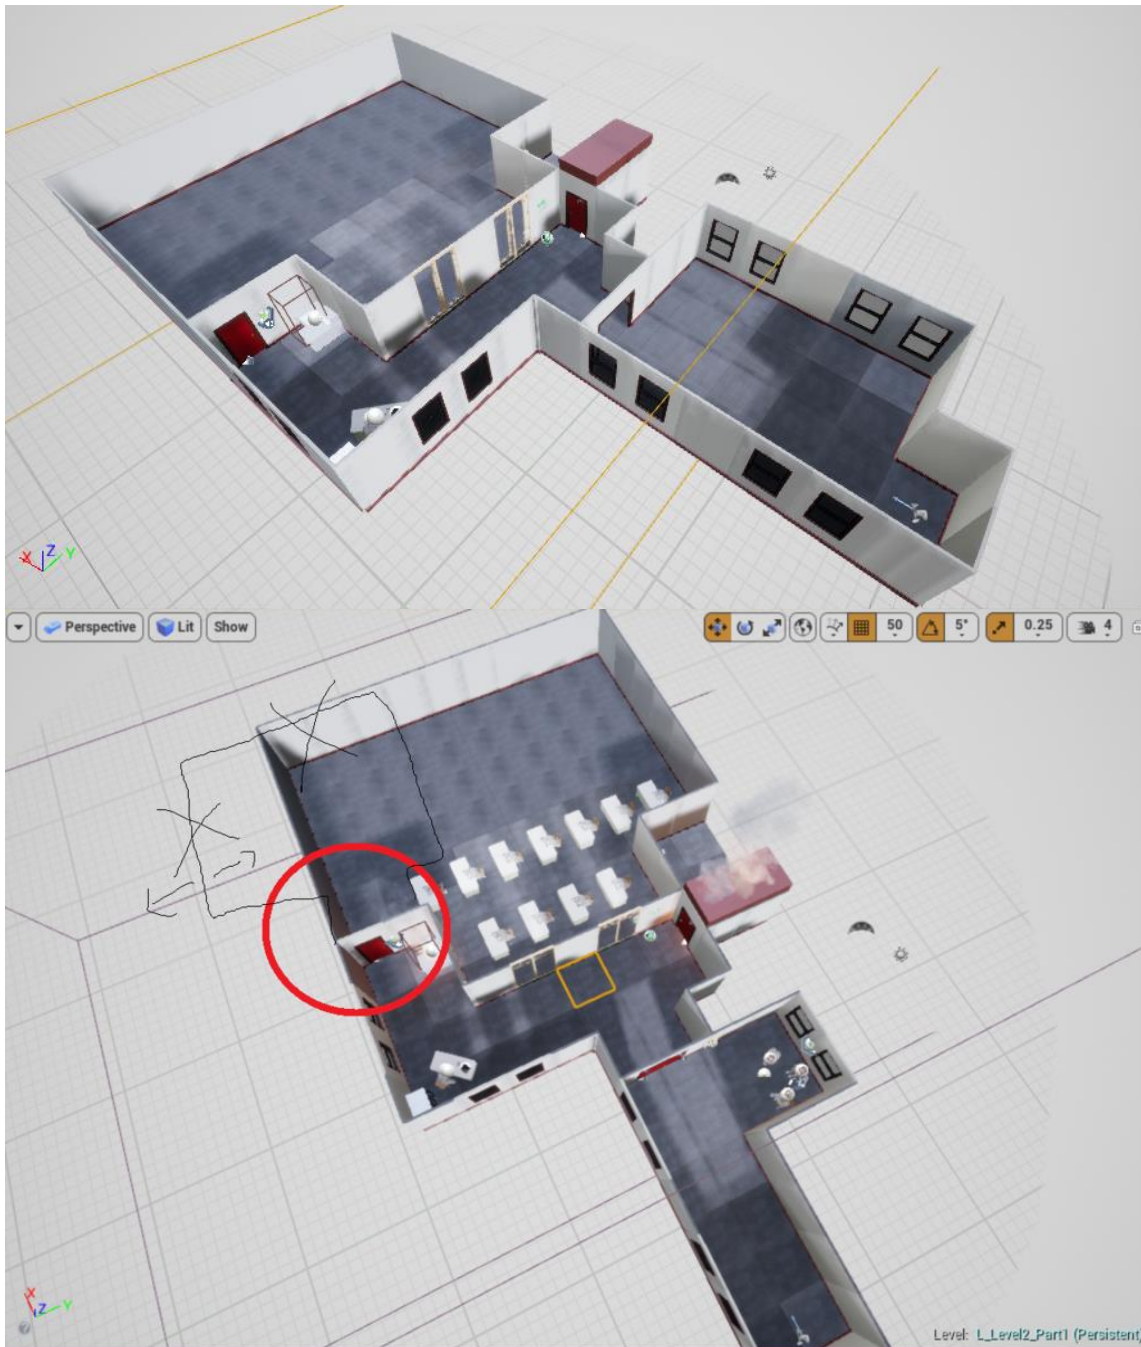 X Z Y
Perspective Lit Show 50 5° 0.25 4
X
Z Y
Level: L_Level2_Part1 (Persistent)